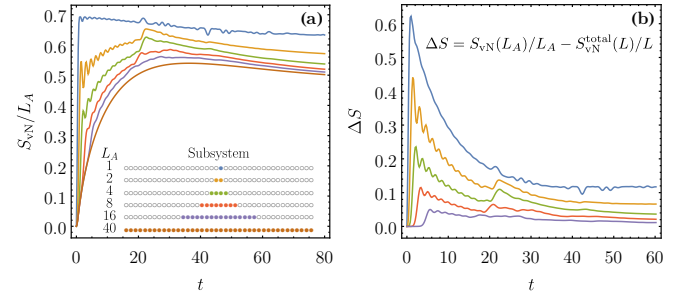 (a)
0.7
0.6
0.5
0.4
0.3
0.2
0.1
0.0
S_vN/L_A
L_A
Subsystem
1
2
4
8
16
40
0 20 40 60 80
t
(b)
ΔS = S_vN(L_A)/L_A − S_vN^total(L)/L
0.6
0.5
0.4
0.3
0.2
0.1
0.0
ΔS
0 10 20 30 40 50 60
t